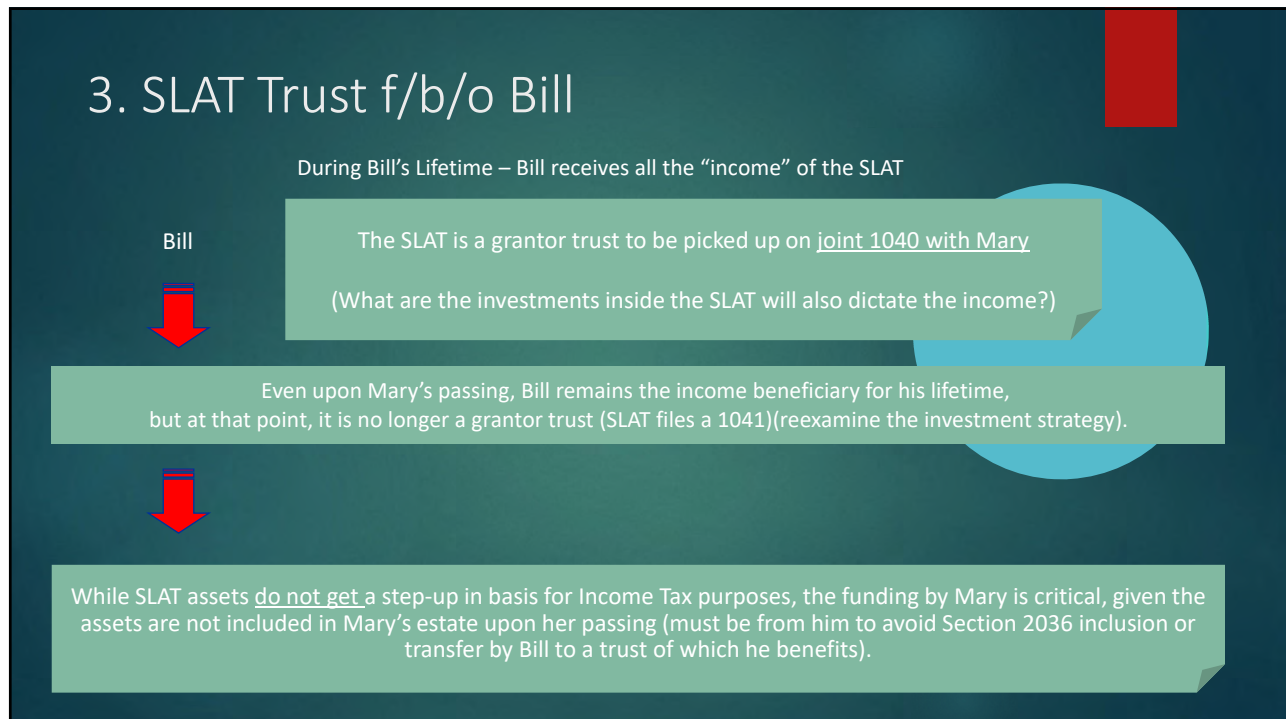 3. SLAT Trust f/b/o Bill
During Bill’s Lifetime – Bill receives all the “income” of the SLAT
Bill
The SLAT is a grantor trust to be picked up on joint 1040 with Mary
(What are the investments inside the SLAT will also dictate the income?)
Even upon Mary’s passing, Bill remains the income beneficiary for his lifetime,
but at that point, it is no longer a grantor trust (SLAT files a 1041)(reexamine the investment strategy).
While SLAT assets do not get a step-up in basis for Income Tax purposes, the funding by Mary is critical, given the
assets are not included in Mary’s estate upon her passing (must be from him to avoid Section 2036 inclusion or
transfer by Bill to a trust of which he benefits).